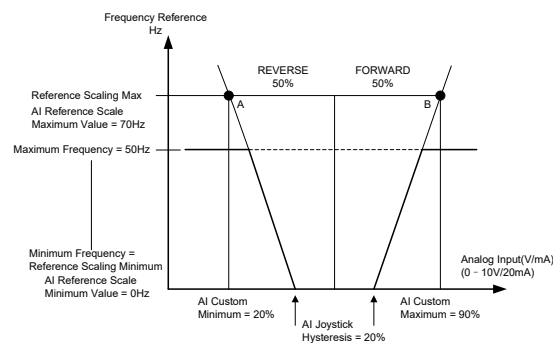 Frequency Reference
Hz
REVERSE
50%
FORWARD
50%
Reference Scaling Max
AI Reference Scale
Maximum Value = 70Hz
A
B
Maximum Frequency = 50Hz
Minimum Frequency =
Reference Scaling Minimum
AI Reference Scale
Minimum Value = 0Hz
Analog Input(V/mA)
(0 - 10V/20mA)
AI Custom
Minimum = 20%
AI Joystick
Hysteresis = 20%
AI Custom
Maximum = 90%